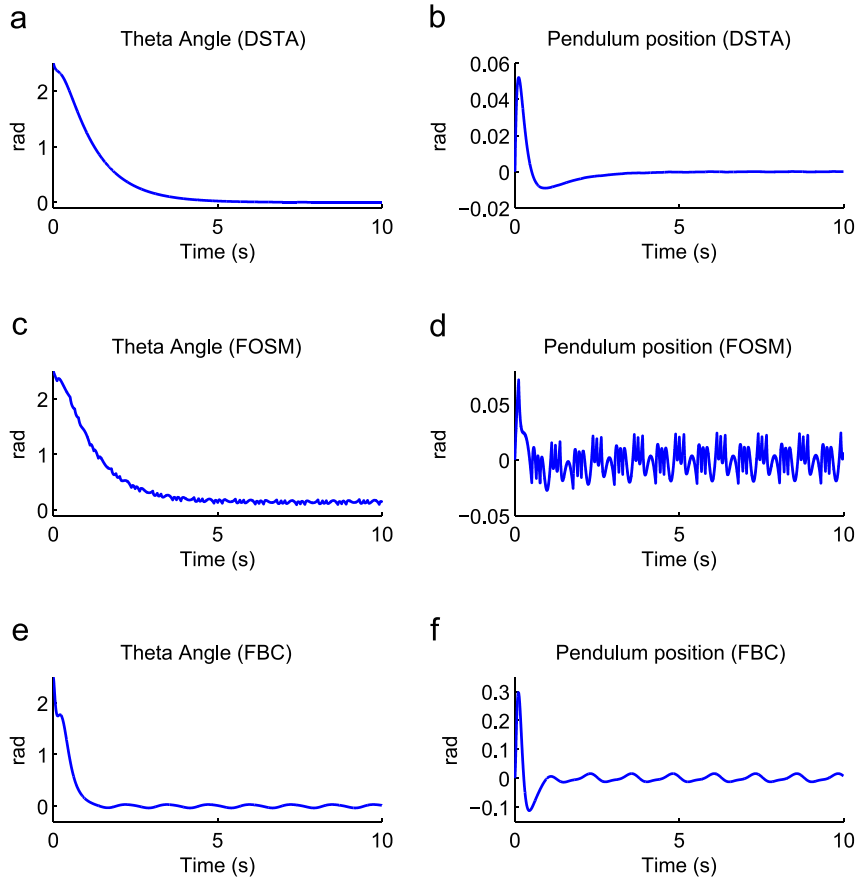 a
Theta Angle (DSTA)
rad
2
1
0
0
5
10
Time (s)
b
Pendulum position (DSTA)
rad
0.06
0.04
0.02
0
−0.02
0
5
10
Time (s)
c
Theta Angle (FOSM)
rad
2
1
0
0
5
10
Time (s)
d
Pendulum position (FOSM)
rad
0.05
0
−0.05
0
5
10
Time (s)
e
Theta Angle (FBC)
rad
2
1
0
0
5
10
Time (s)
f
Pendulum position (FBC)
rad
0.3
0.2
0.1
0
−0.1
0
5
10
Time (s)